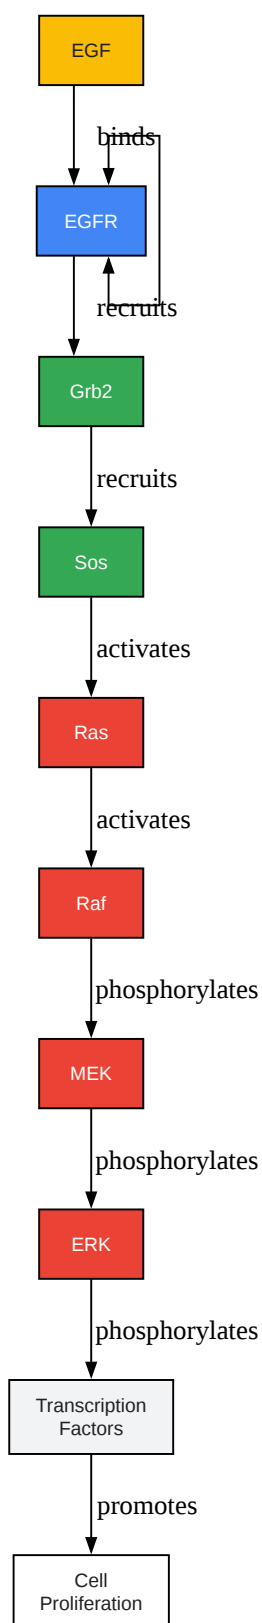 EGF
binds
EGFR
recruits
Grb2
recruits
Sos
activates
Ras
activates
Raf
phosphorylates
MEK
phosphorylates
ERK
phosphorylates
Transcription
Factors
promotes
Cell
Proliferation